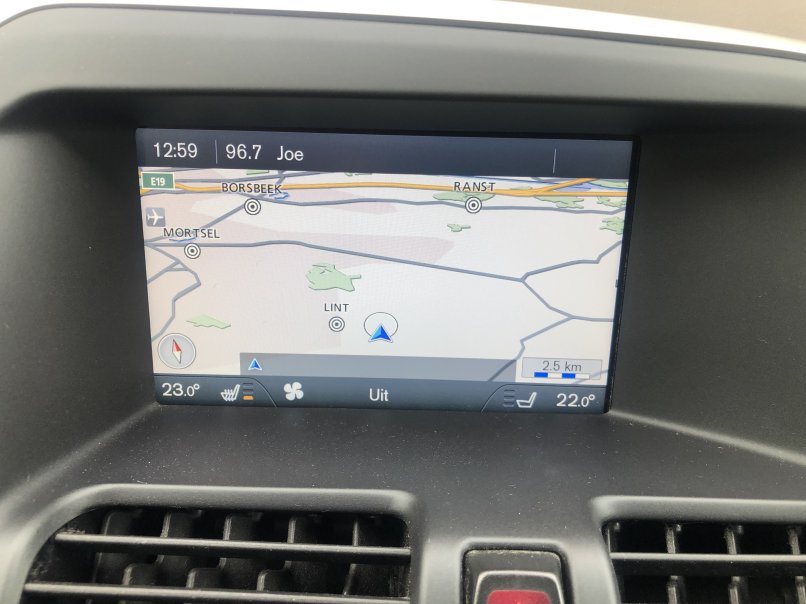 12:59 96.7 Joe
E19
BORSBEEK RANST
MORTSEL
LINT
2.5 km
23.0° Uit 22.0°